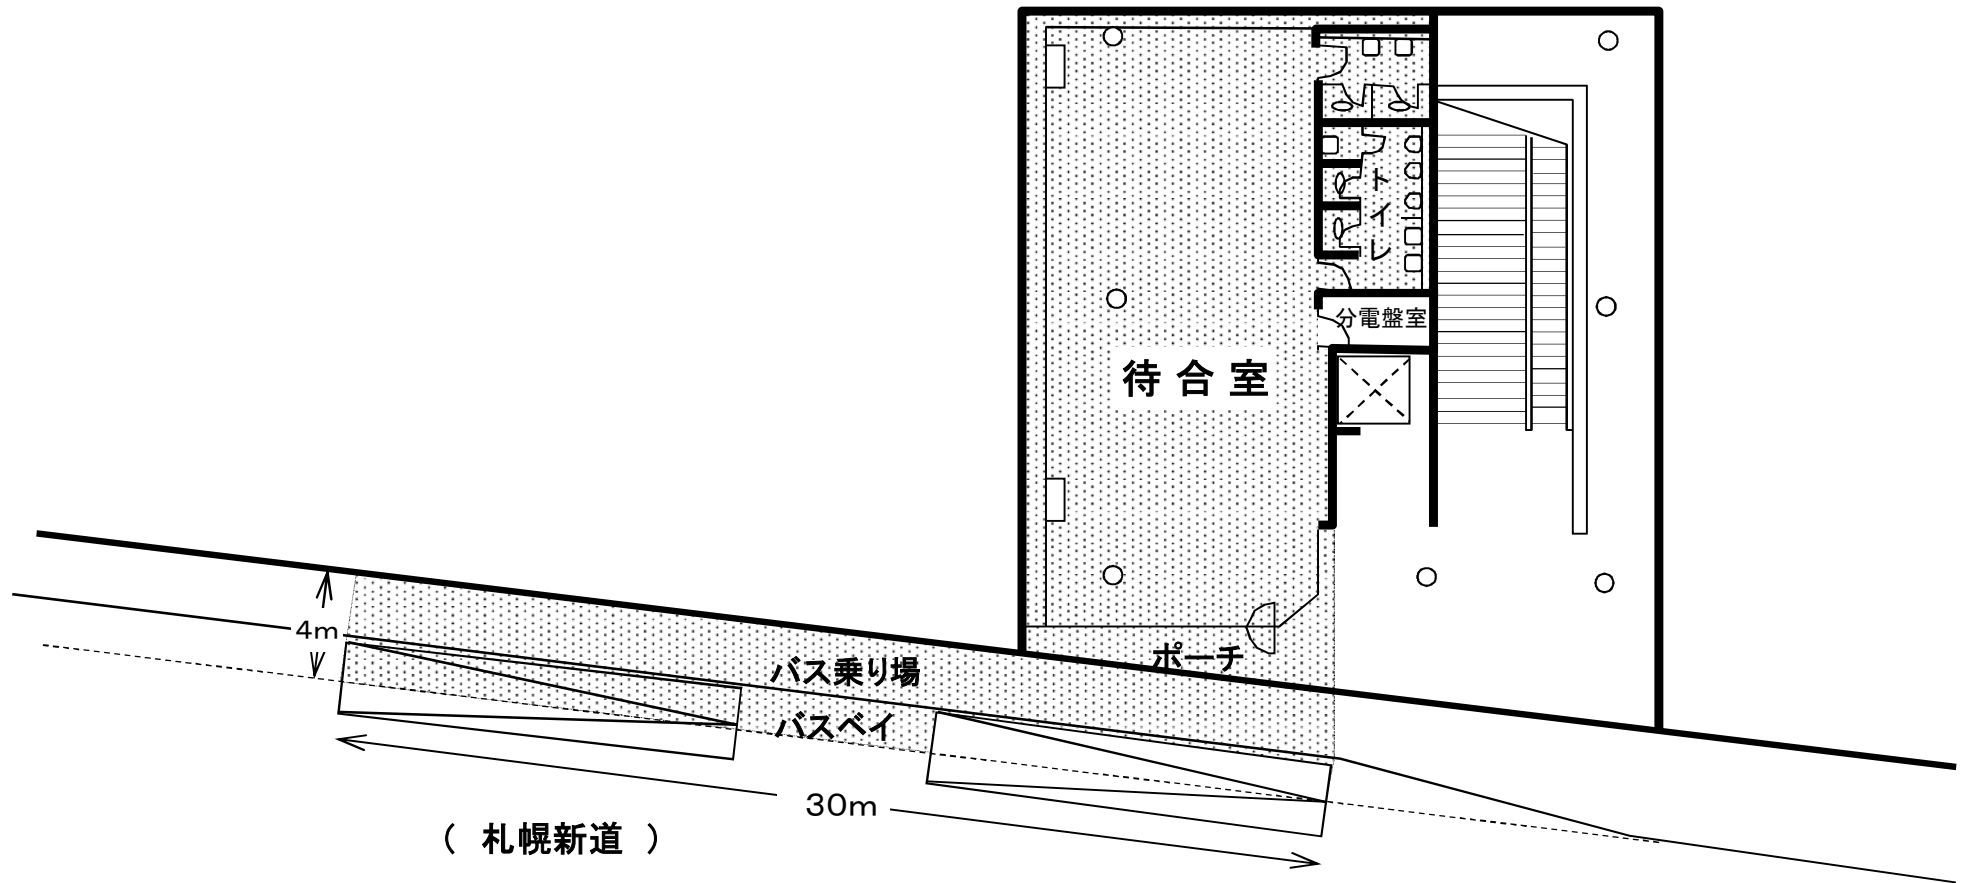 トイレ
分電盤室
待合室
4m
ポーチ
バス乗り場
バスベイ
30m
( 札幌新道 )